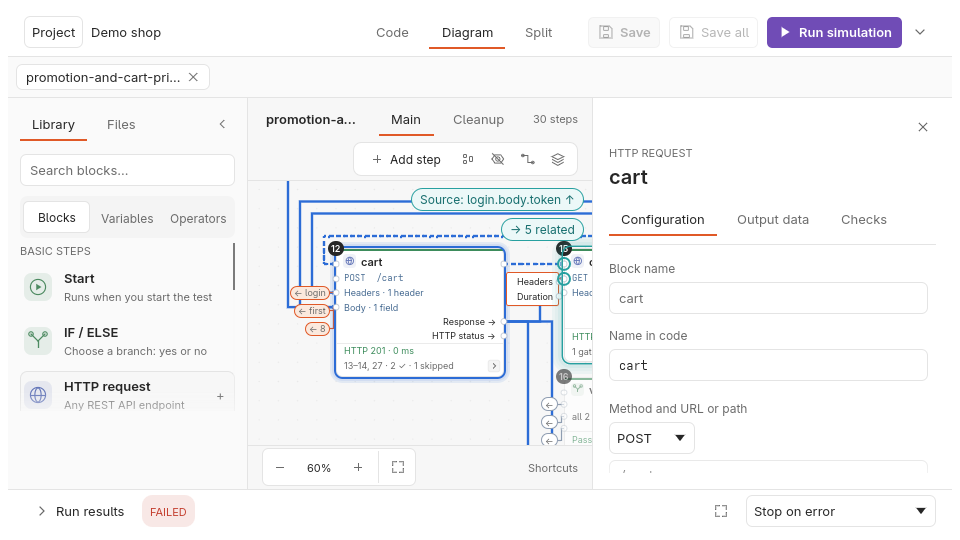 Project Demo shop
Code Diagram Split
Save Save all Run simulation
promotion-and-cart-pri...
Library Files
Search blocks...
Blocks Variables Operators
BASIC STEPS
Start
Runs when you start the test
IF / ELSE
Choose a branch: yes or no
HTTP request
Any REST API endpoint
+
promotion-a... Main Cleanup 30 steps
+ Add step
Source: login.body.token ↑
→ 5 related
12
cart
POST /cart
Headers · 1 header
Body · 1 field
← login
← first
← 8
Response →
HTTP status →
HTTP 201 · 0 ms
13–14, 27 · 2 ✓ · 1 skipped
Headers
Duration
15
GET
HTT
1 gat
16
all 2
Pass
←
←
←
− 60% +
Shortcuts
HTTP REQUEST
cart
Configuration Output data Checks
Block name
cart
Name in code
cart
Method and URL or path
POST
Run results FAILED
Stop on error